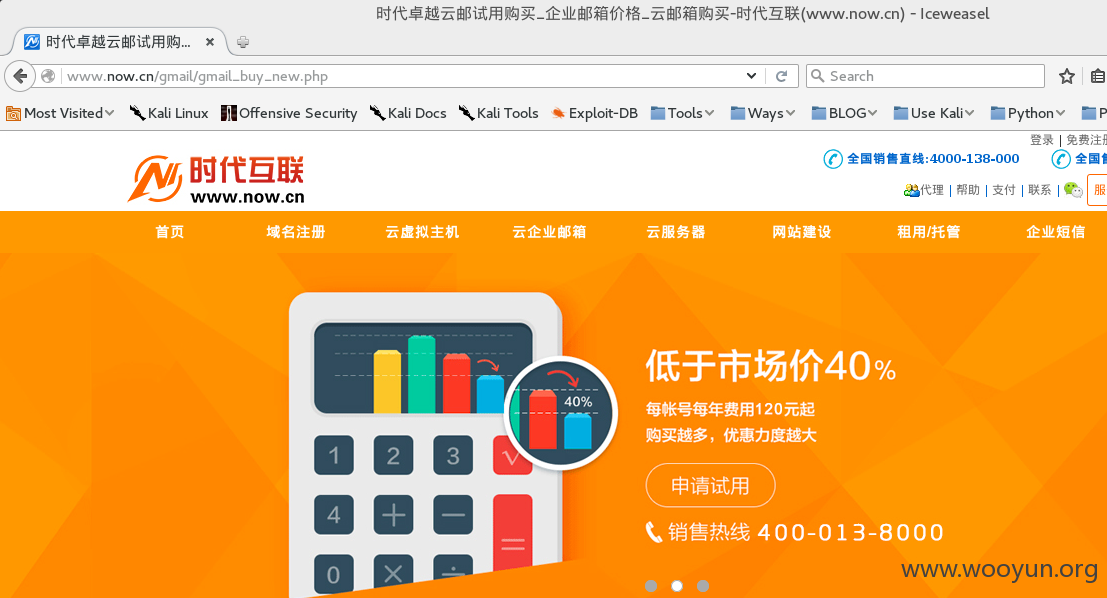 时代卓越云邮试用购买_企业邮箱价格_云邮箱购买-时代互联(www.now.cn) - Iceweasel
时代卓越云邮试用购... ×
www.now.cn/gmail/gmail_buy_new.php
Search
Most Visited Kali Linux Offensive Security Kali Docs Kali Tools Exploit-DB Tools Ways BLOG Use Kali Python P
登录 | 免费注册
时代互联
www.now.cn
全国销售直线:4000-138-000
全国售
代理 | 帮助 | 支付 | 联系 |
服
首页 域名注册 云虚拟主机 云企业邮箱 云服务器 网站建设 租用/托管 企业短信
低于市场价40%
40%
每帐号每年费用120元起
购买越多，优惠力度越大
1 2 3 √
申请试用
4 + −
销售热线 400-013-8000
=
0 × ÷
www.wooyun.org